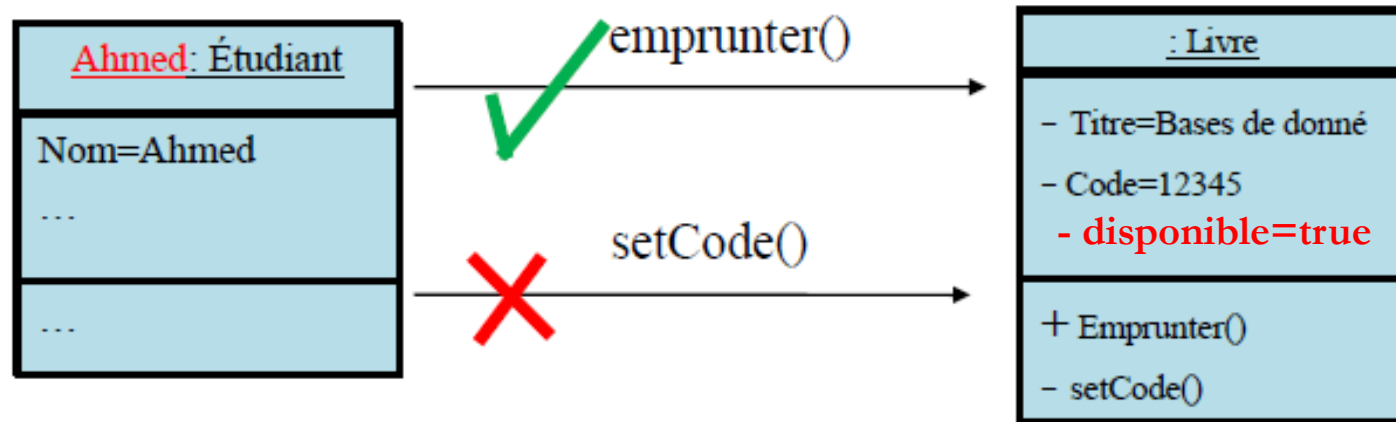 Ahmed: Étudiant
Nom=Ahmed
...
...
emprunter()
setCode()
: Livre
- Titre=Bases de donné
- Code=12345
- disponible=true
+ Emprunter()
- setCode()